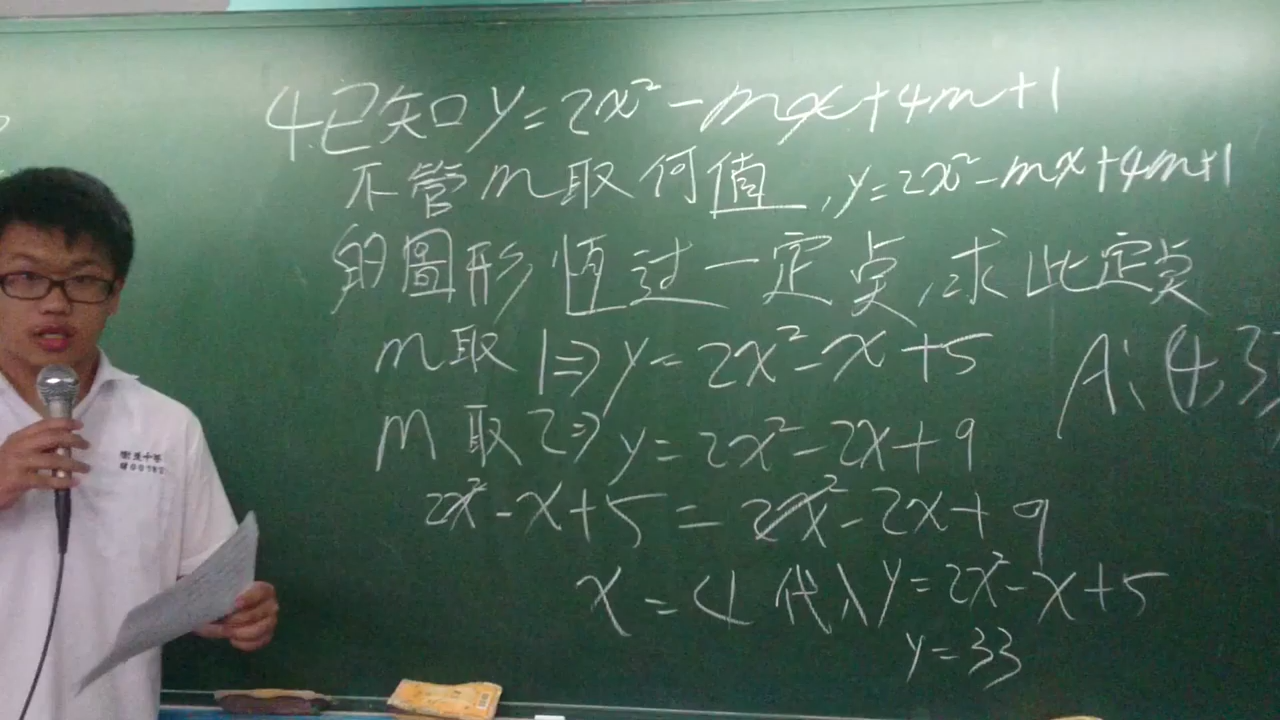 4.已知 y=2x²-mx+4m+1
不管m取何值,y=2x²-mx+4m+1
的圖形恆过一定点,求此定点
m取1⇒y=2x²-x+5
A:(4,33
m取2⇒y=2x²-2x+9
2x²-x+5=2x²-2x+9
x=4代入y=2x²-x+5
y=33